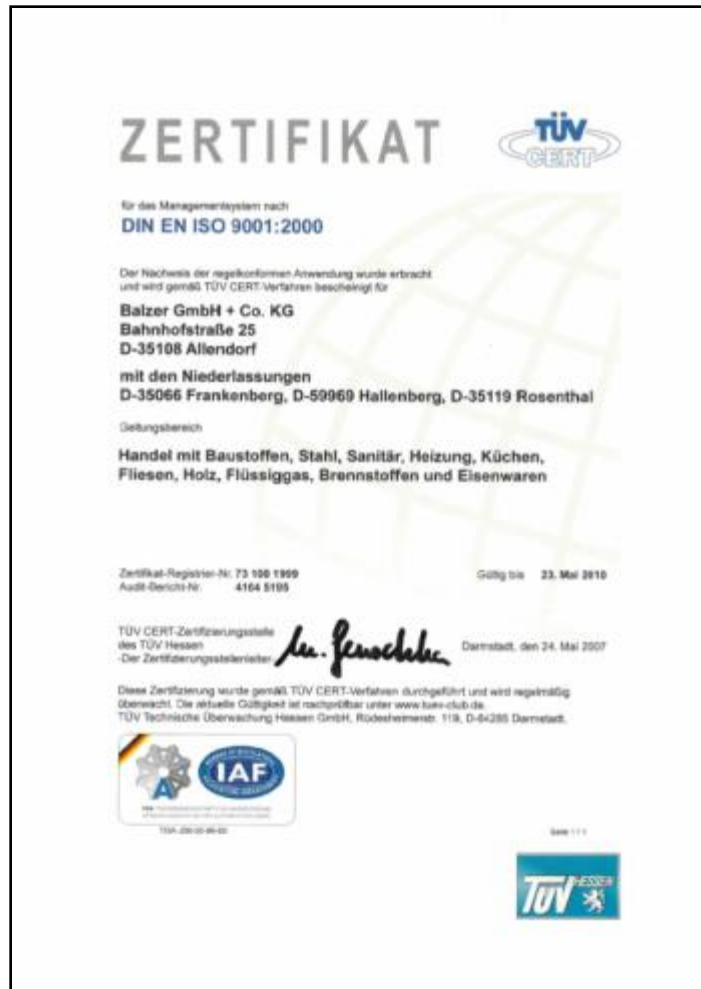 ZERTIFIKAT
TÜV
CERT
für das Managementsystem nach
DIN EN ISO 9001:2000
Der Nachweis der regelkonformen Anwendung wurde erbracht
und wird gemäß TÜV CERT-Verfahren bescheinigt für
Balzer GmbH + Co. KG
Bahnhofstraße 25
D-35108 Allendorf
mit den Niederlassungen
D-35066 Frankenberg, D-59969 Hallenberg, D-35119 Rosenthal
Geltungsbereich
Handel mit Baustoffen, Stahl, Sanitär, Heizung, Küchen,
Fliesen, Holz, Flüssiggas, Brennstoffen und Eisenwaren
Zertifikat-Registrier-Nr. 73 100 1999
Audit-Bericht-Nr. 4164 5195
Gültig bis 23. Mai 2010
TÜV CERT-Zertifizierungsstelle
des TÜV Hessen
-Der Zertifizierungsstellenleiter-
Darmstadt, den 24. Mai 2007
Diese Zertifizierung wurde gemäß TÜV CERT-Verfahren durchgeführt und wird regelmäßig
überwacht. Die aktuelle Gültigkeit ist nachprüfbar unter www.tuev-club.de.
TÜV Technische Überwachung Hessen GmbH, Rüdesheimerstr. 119, D-64285 Darmstadt.
A
IAF
Seite 1 / 1
TÜV HESSEN